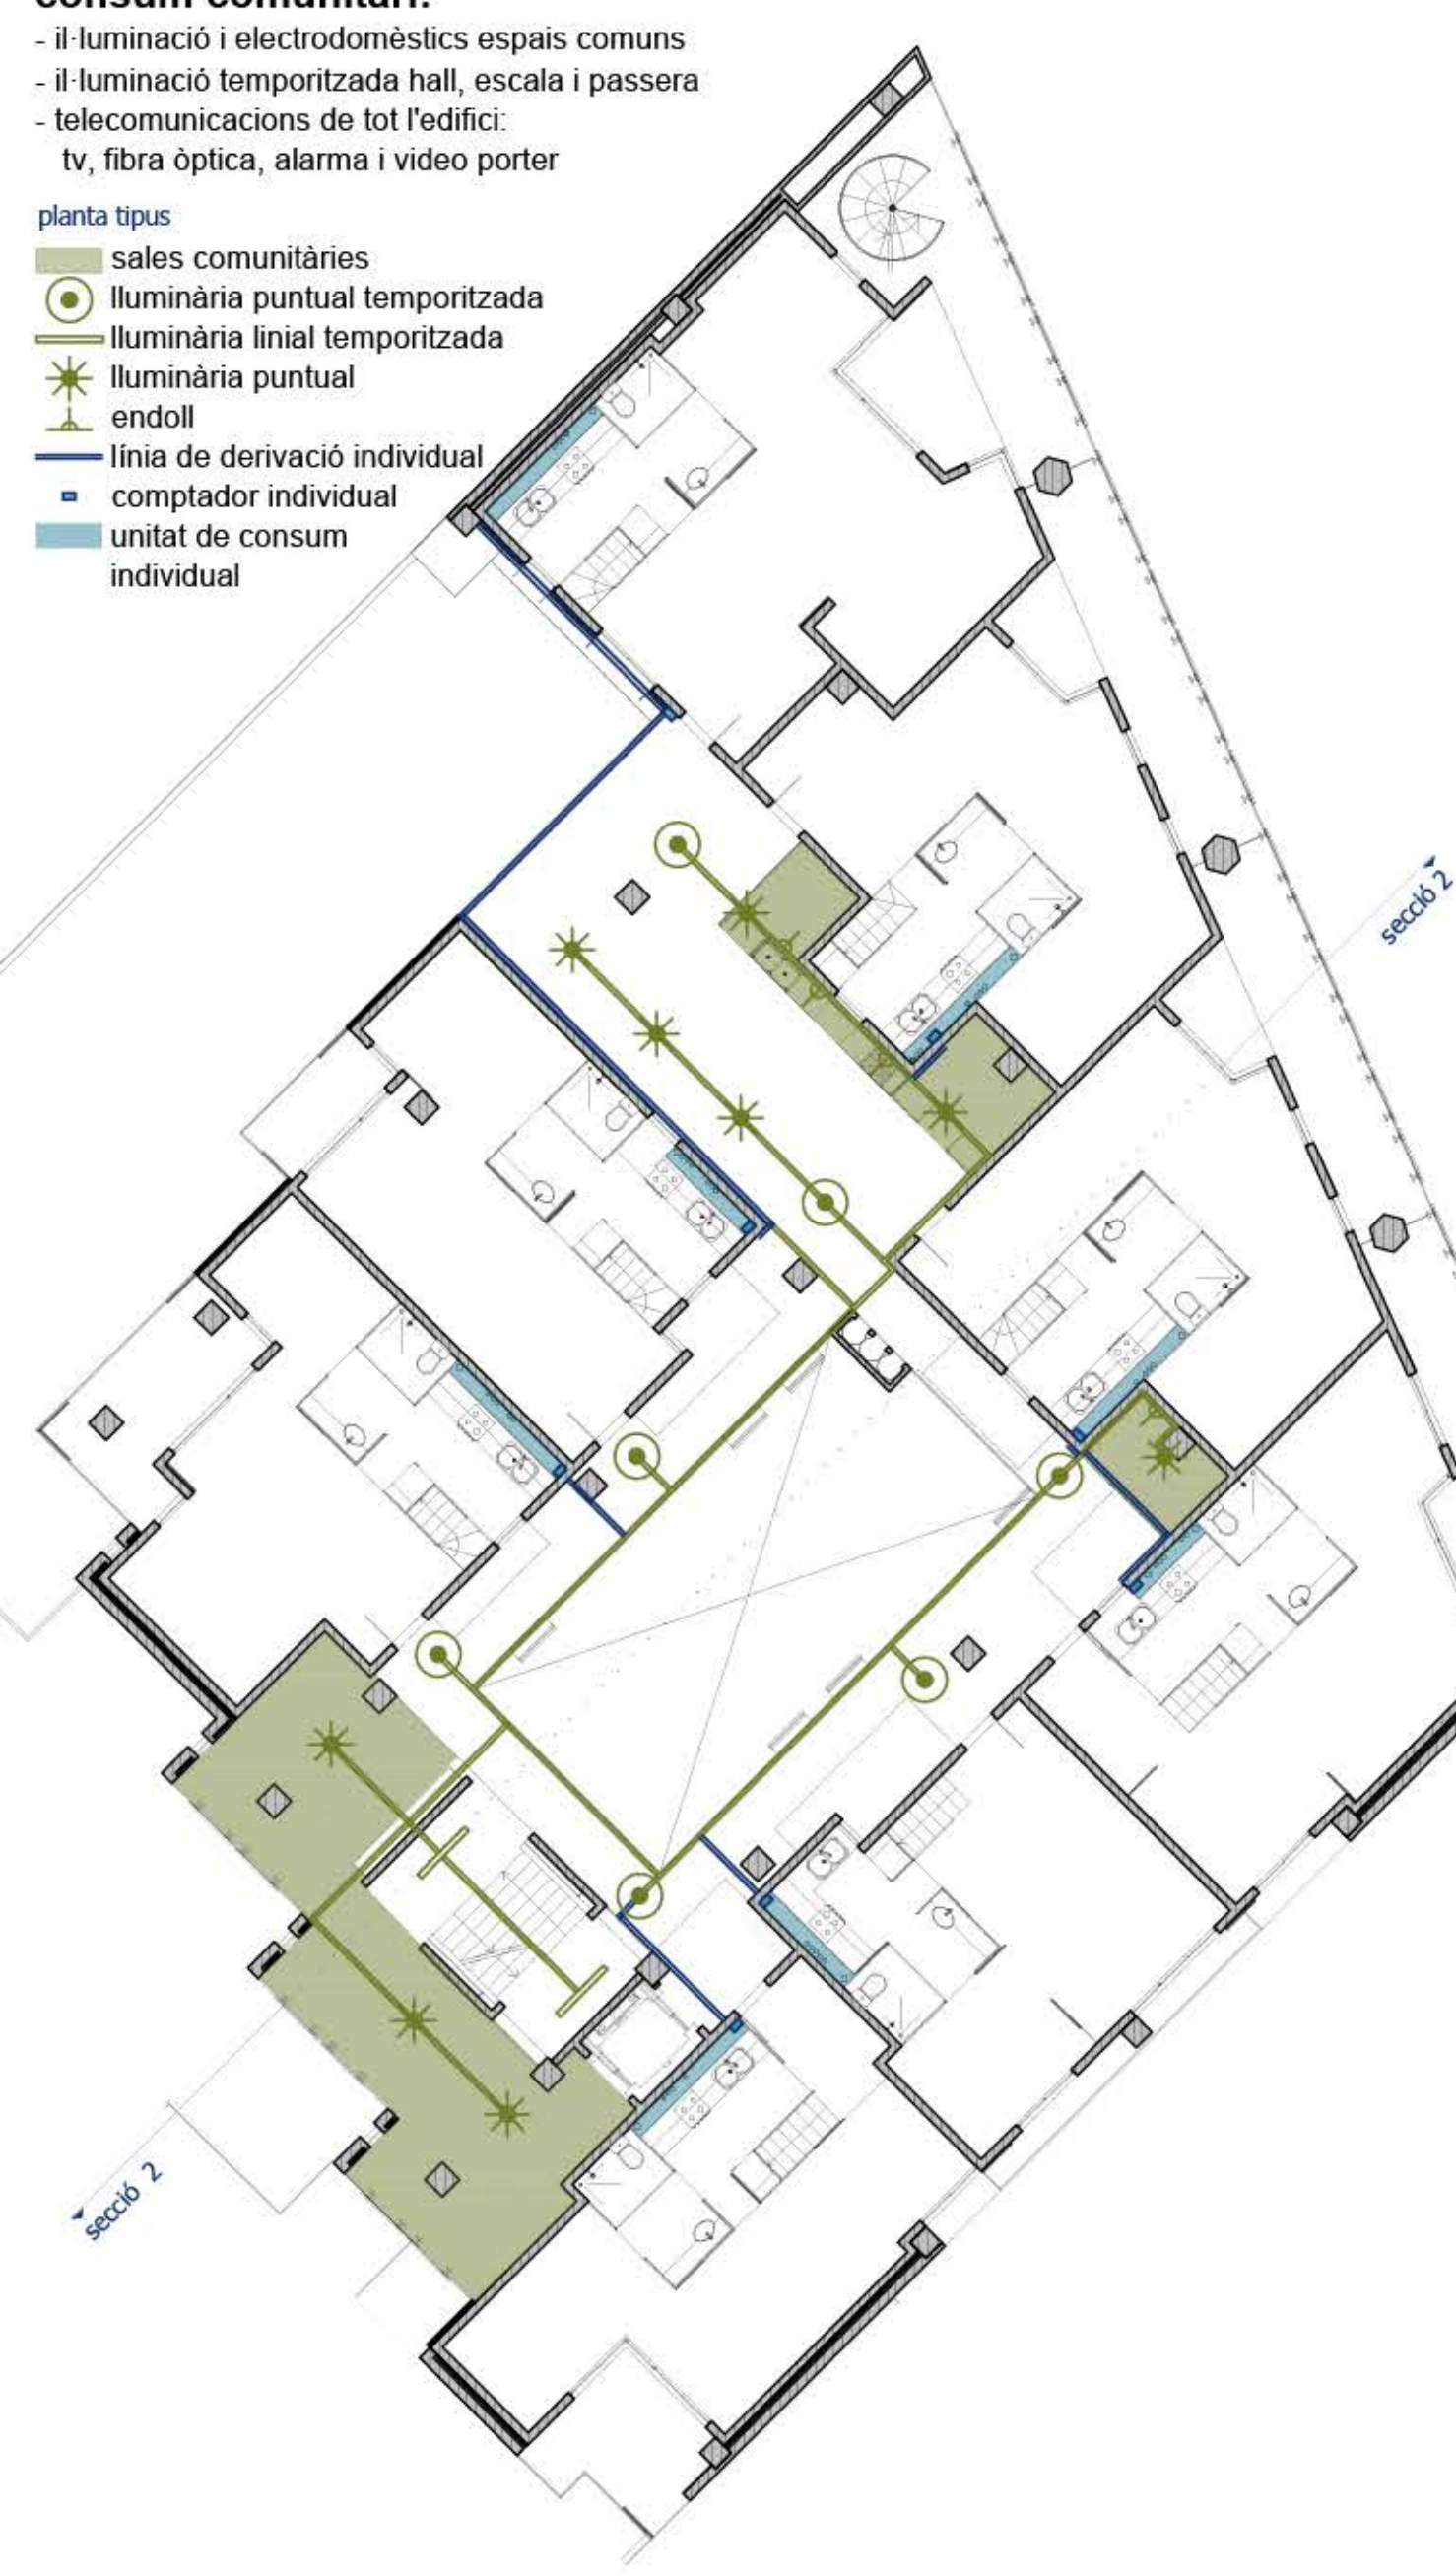 consum comunitari:
- il·luminació i electrodomèstics espais comuns
- il·luminació temporitzada hall, escala i passera
- telecomunicacions de tot l'edifici:
tv, fibra òptica, alarma i video porter
planta tipus
sales comunitàries
lluminària puntual temporitzada
lluminària linial temporitzada
lluminària puntual
endoll
línia de derivació individual
comptador individual
unitat de consum
individual
secció 2
secció 2